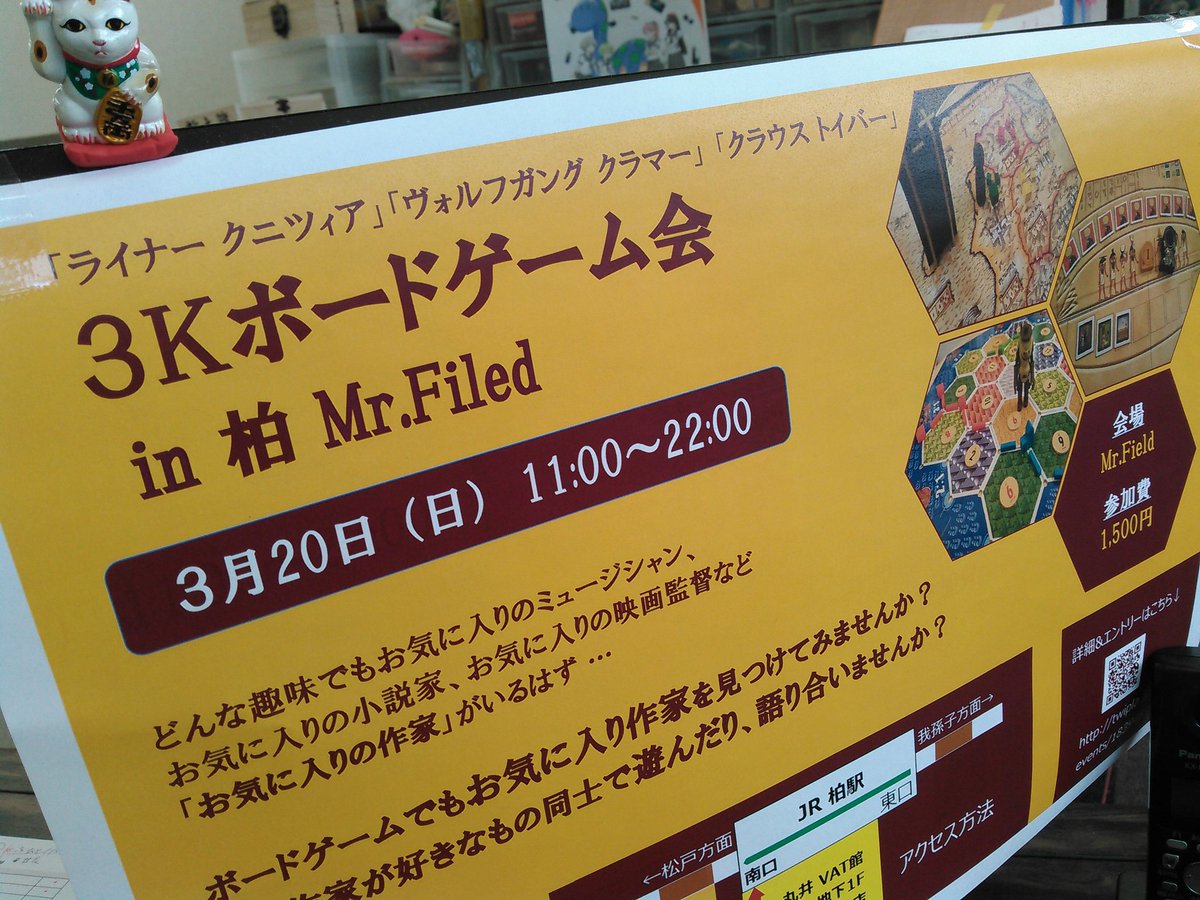 「ライナー クニツィア」「ヴォルフガング クラマー」「クラウス トイバー」
3Kボードゲーム会
in 柏 Mr.Filed
3月20日（日） 11:00～22:00
会場
Mr.Field
参加費
1,500円
どんな趣味でもお気に入りのミュージシャン、
お気に入りの小説家、お気に入りの映画監督など
「お気に入りの作家」がいるはず…
ボードゲームでもお気に入り作家を見つけてみませんか？
作家が好きなもの同士で遊んだり、語り合いませんか？
詳細&エントリーはこちら↓
http://twipl
events/182
我孫子方面→
JR 柏駅
東口
←松戸方面
南口
アクセス方法
丸井 VAT館
地下1F